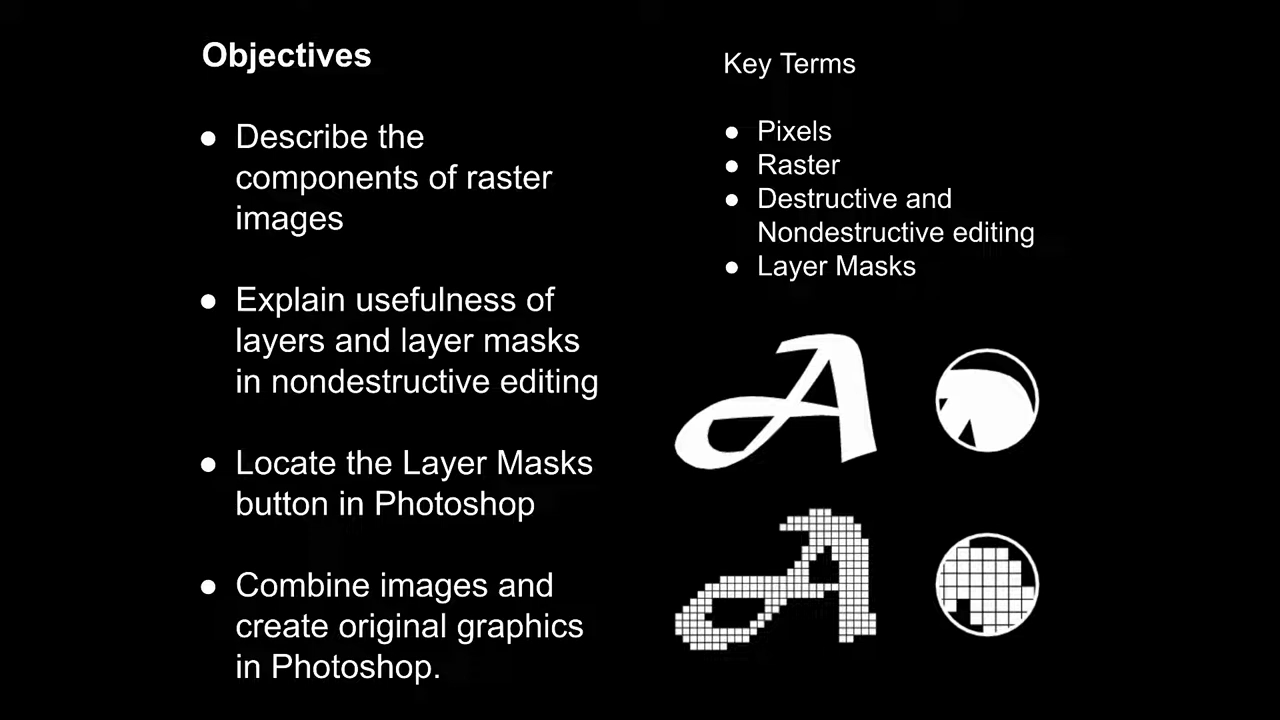 Objectives
● Describe the
components of raster
images
● Explain usefulness of
layers and layer masks
in nondestructive editing
● Locate the Layer Masks
button in Photoshop
● Combine images and
create original graphics
in Photoshop.
Key Terms
● Pixels
● Raster
● Destructive and
Nondestructive editing
● Layer Masks
A
A